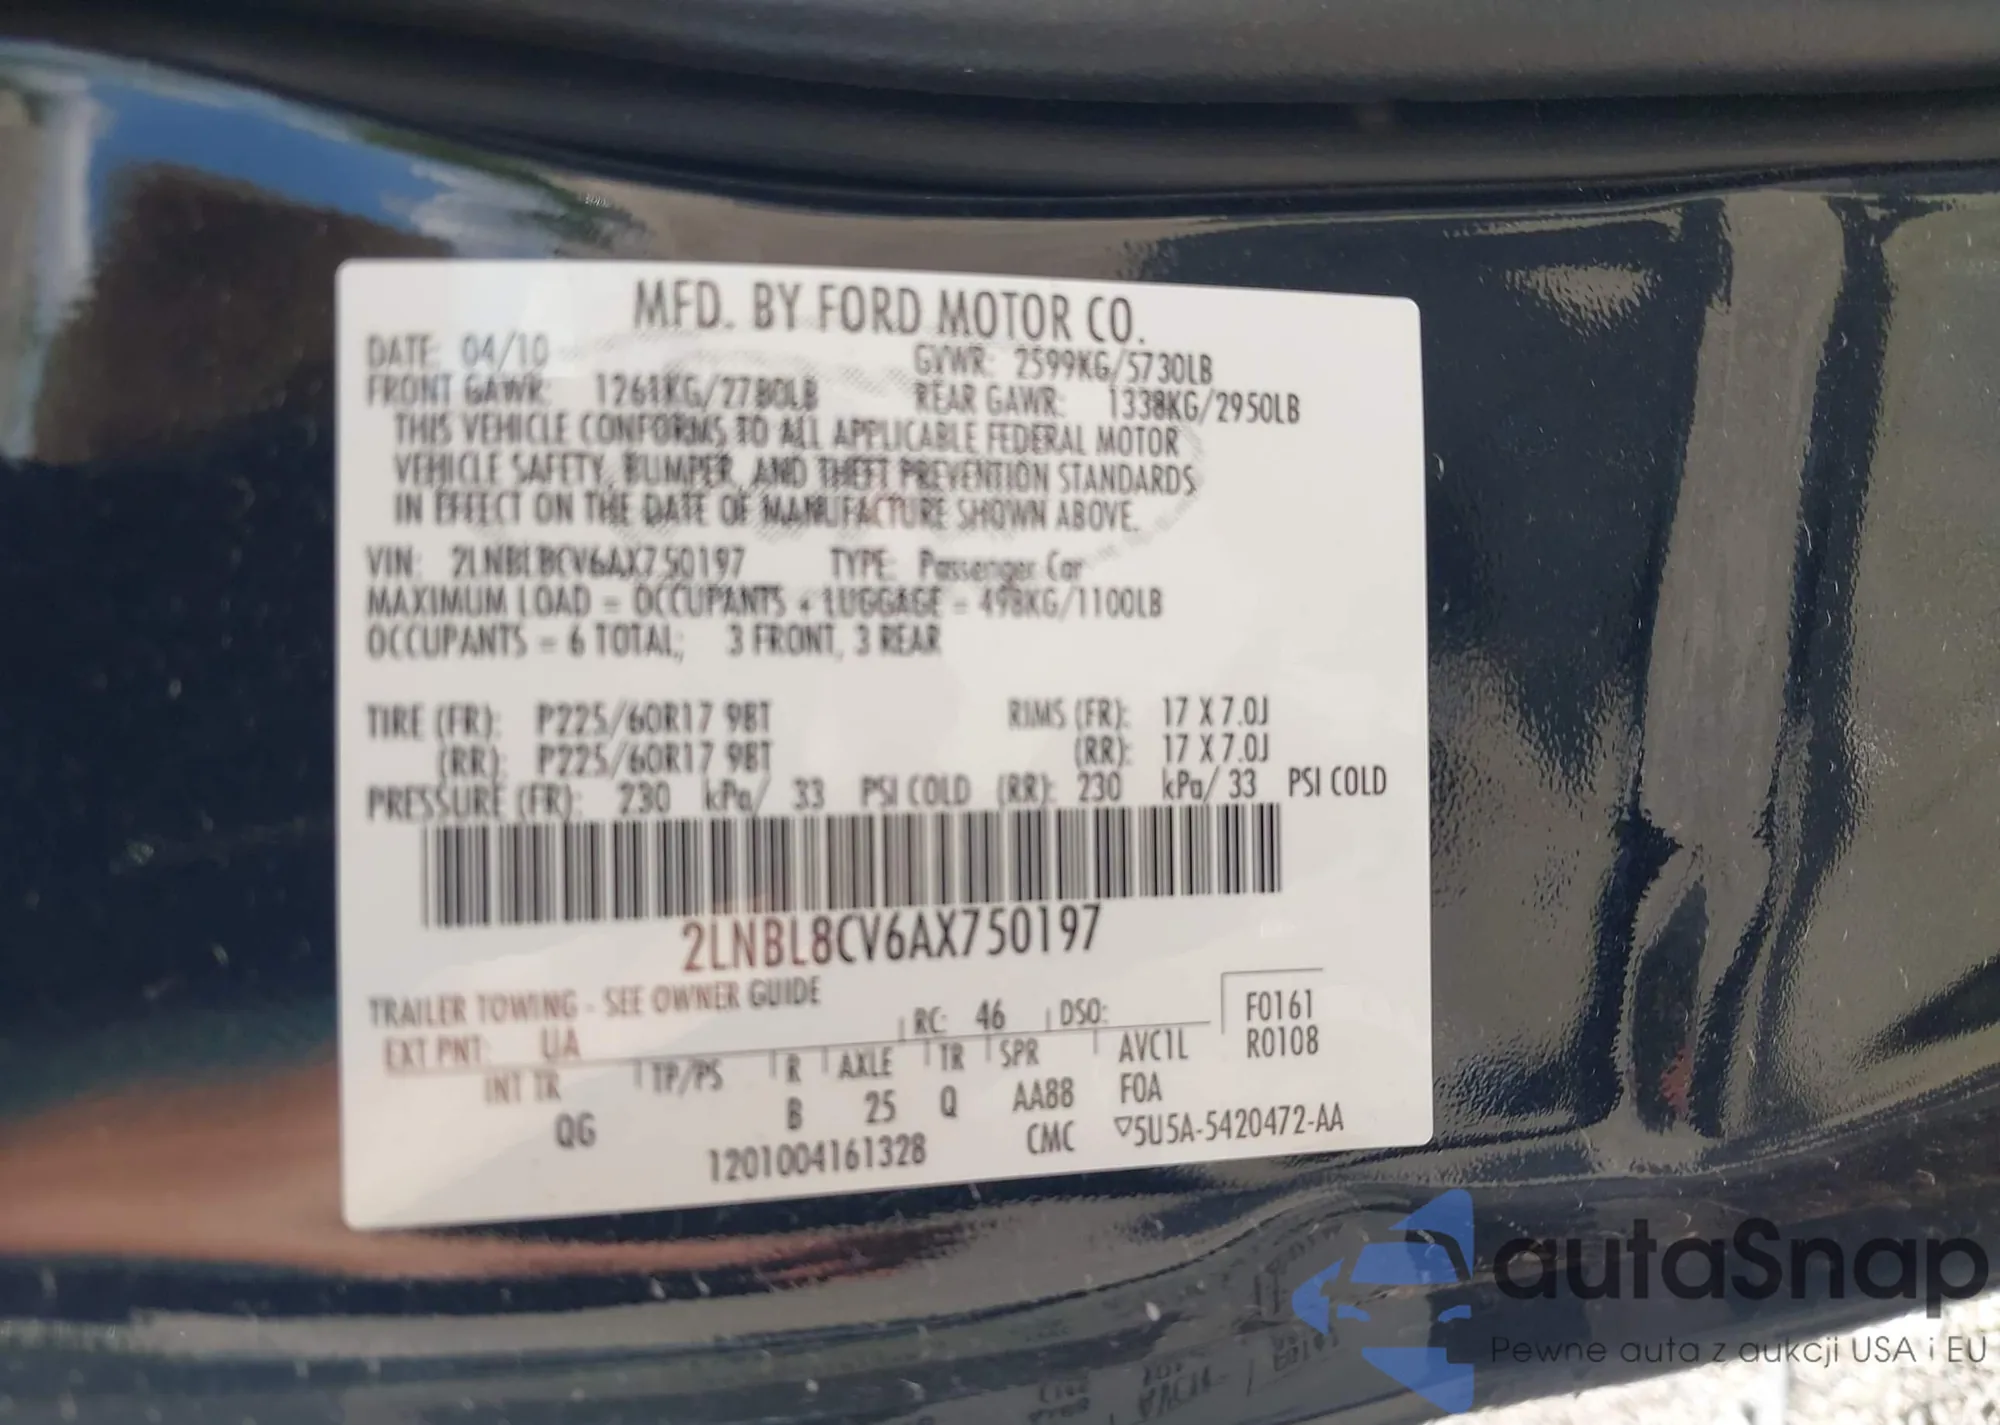 MFD. BY FORD MOTOR CO.
DATE: 04/10 GVWR: 2599KG/5730LB
FRONT GAWR: 1261KG/2780LB REAR GAWR: 1338KG/2950LB
THIS VEHICLE CONFORMS TO ALL APPLICABLE FEDERAL MOTOR
VEHICLE SAFETY, BUMPER, AND THEFT PREVENTION STANDARDS
IN EFFECT ON THE DATE OF MANUFACTURE SHOWN ABOVE.
VIN: 2LNBL8CV6AX750197 TYPE: Passenger Car
MAXIMUM LOAD = OCCUPANTS + LUGGAGE = 498KG/1100LB
OCCUPANTS = 6 TOTAL; 3 FRONT, 3 REAR
TIRE (FR): P225/60R17 98T RIMS (FR): 17 X 7.0J
(RR): P225/60R17 98T (RR): 17 X 7.0J
PRESSURE (FR): 230 kPa/ 33 PSI COLD (RR): 230 kPa/ 33 PSI COLD
2LNBL8CV6AX750197
TRAILER TOWING - SEE OWNER GUIDE
EXT PNT: UA RC: 46 DSO: F0161
R0108
INT TR TP/PS R AXLE TR SPR AVC1L
QG B 25 Q AA88 FOA
1201004161328 CMC ▽5U5A-5420472-AA
autaSnap
Pewne auta z aukcji USA i EU